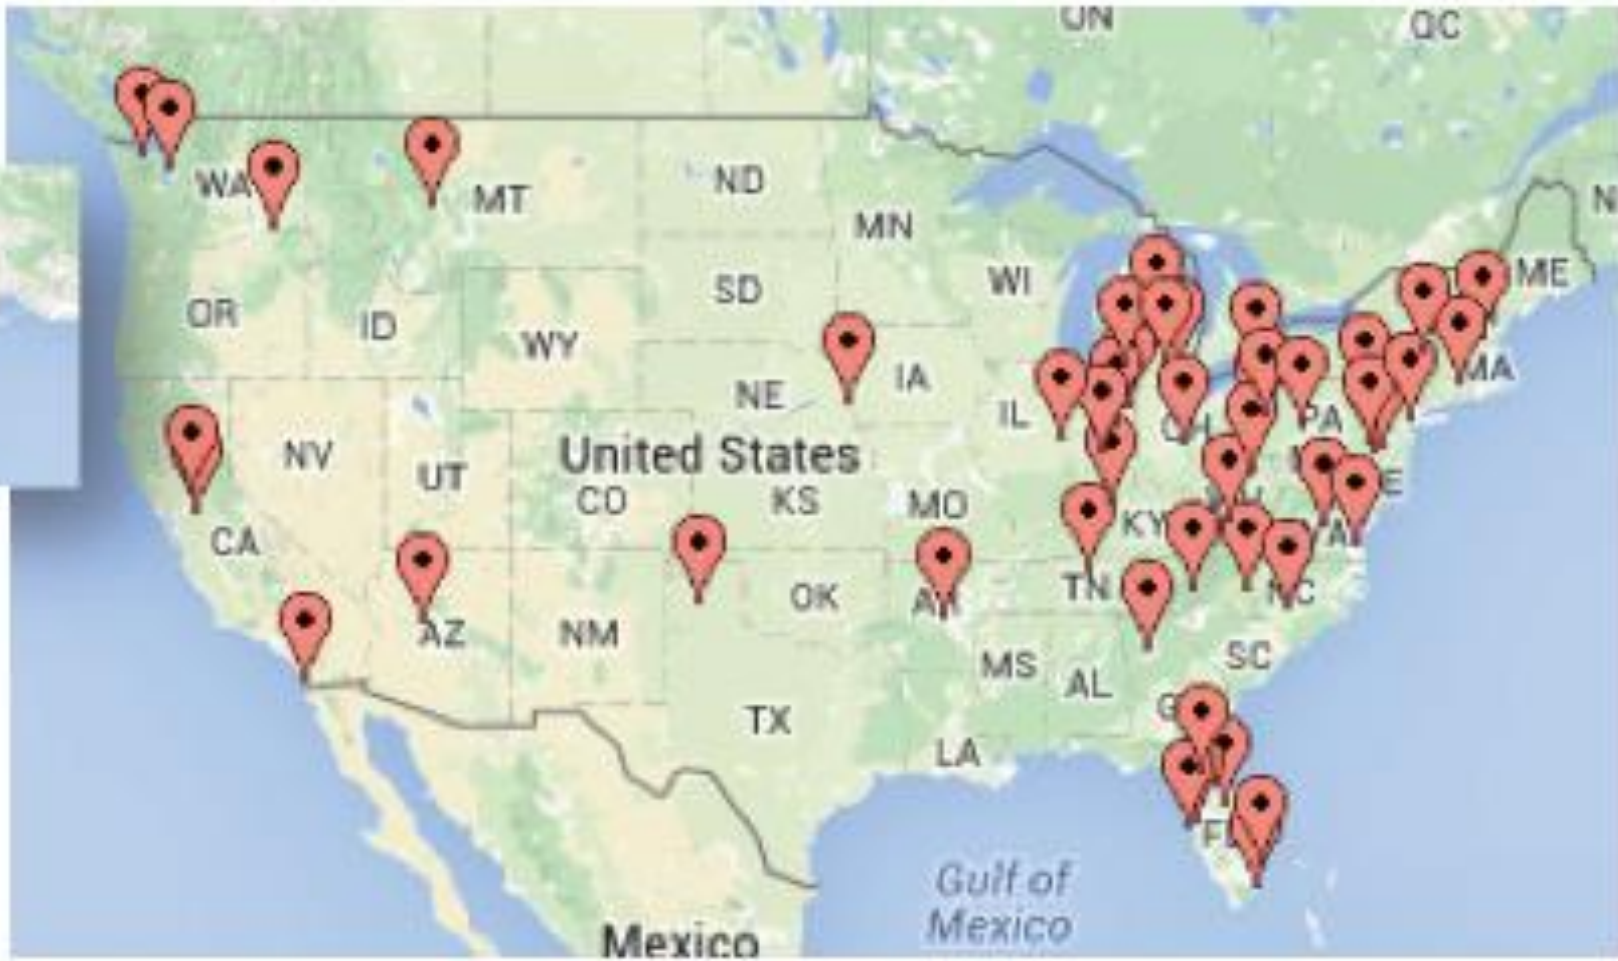 ON
QC
WA
MT
ND
MN
OR
ID
SD
WI
ME
WY
NE
IA
MA
IL
PA
NV
UT
United States
CO
KS
MO
KY
CA
OK
TN
NC
AZ
NM
MS
AL
SC
TX
LA
Gulf of
Mexico
Mexico